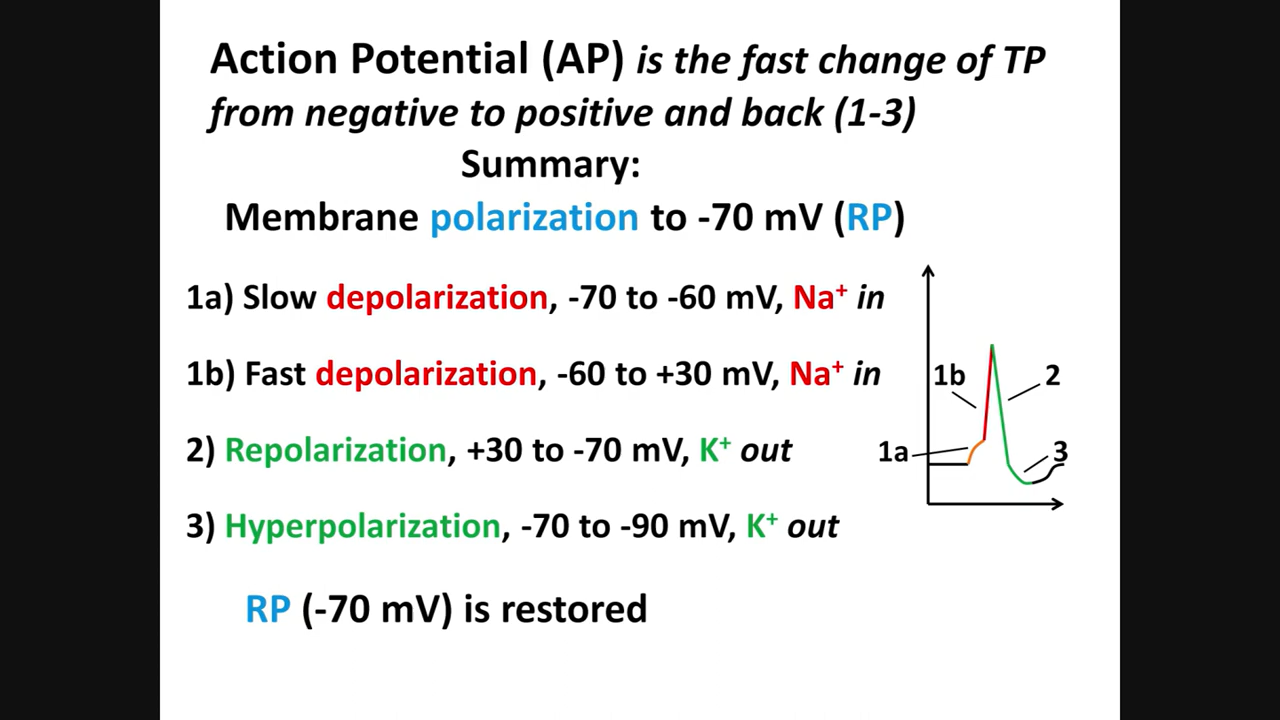 Action Potential (AP) is the fast change of TP
from negative to positive and back (1-3)
Summary:
Membrane polarization to -70 mV (RP)
1a) Slow depolarization, -70 to -60 mV, Na⁺ in
1b) Fast depolarization, -60 to +30 mV, Na⁺ in
1b
2
2) Repolarization, +30 to -70 mV, K⁺ out
1a
3
3) Hyperpolarization, -70 to -90 mV, K⁺ out
RP (-70 mV) is restored